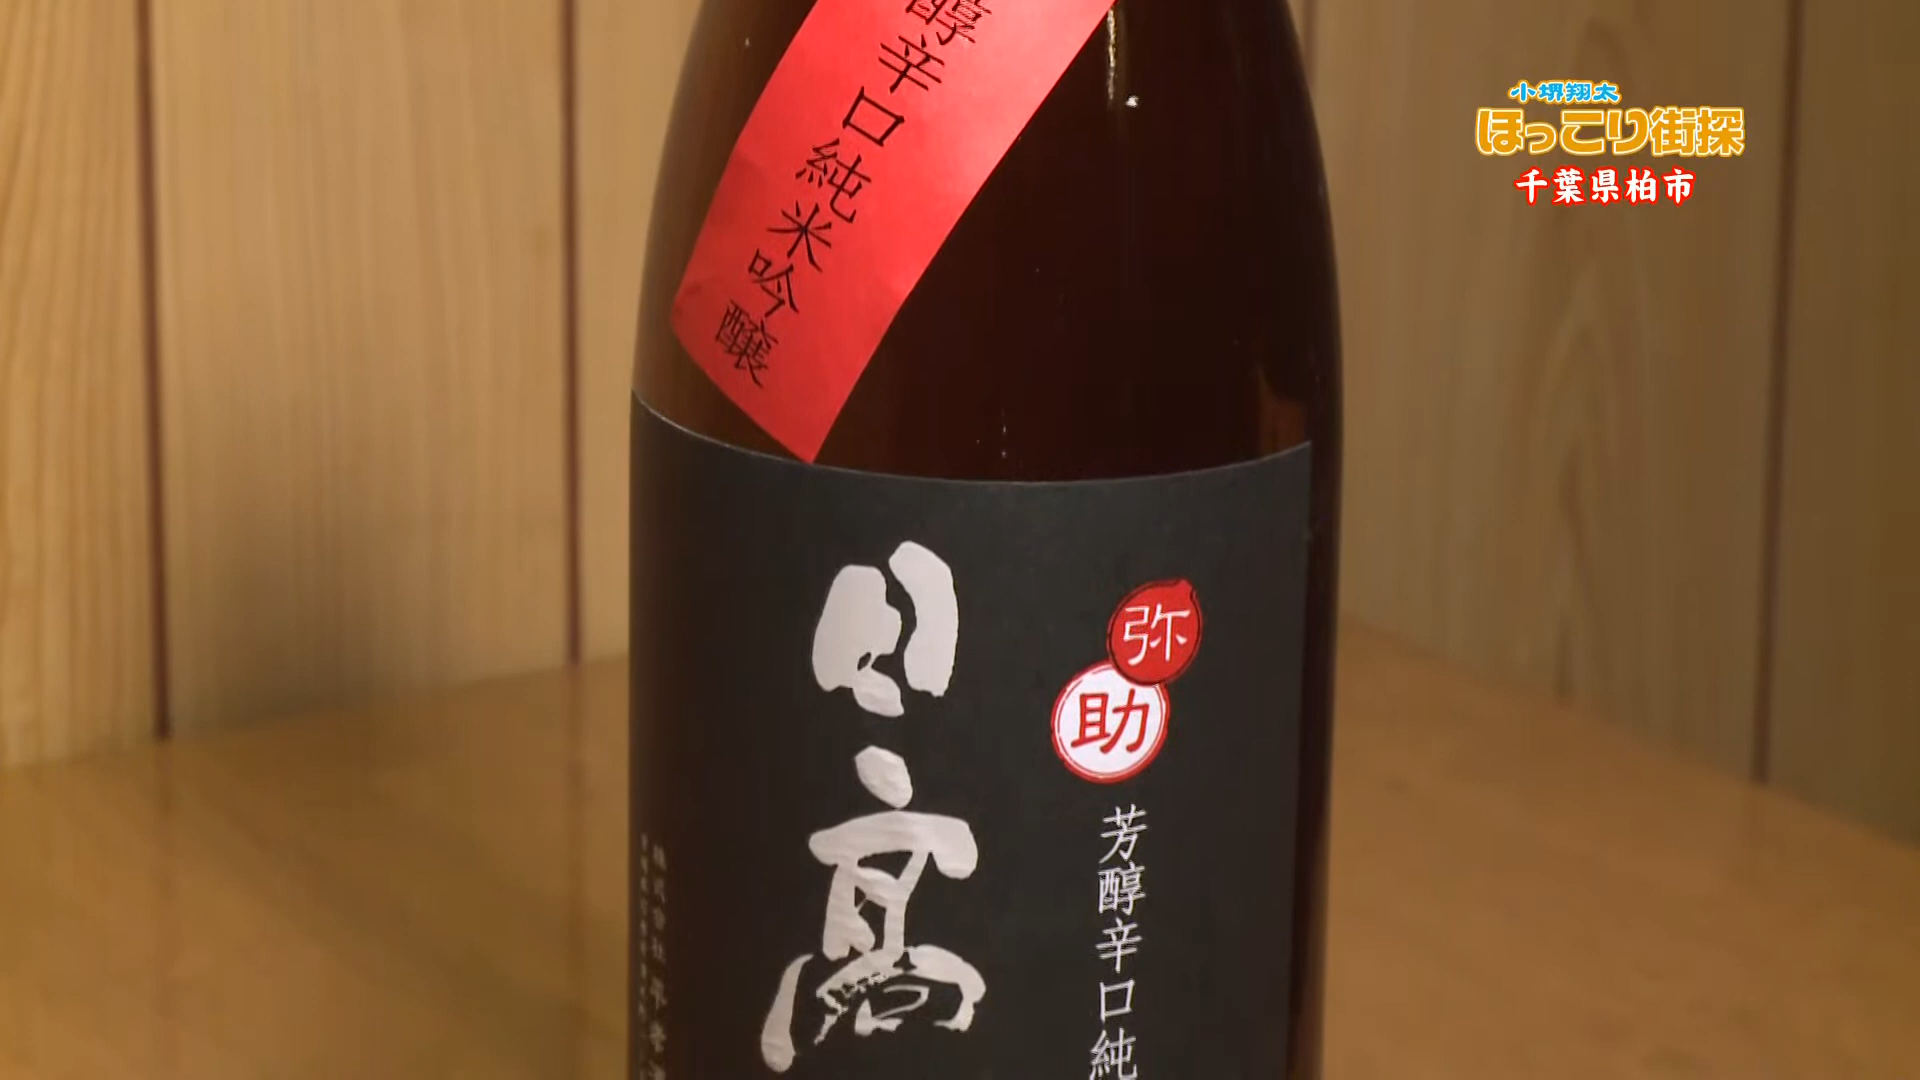 小堺翔太
ほっこり街探
千葉県柏市
醇辛口純米吟醸
日髙
弥助
芳醇辛口純